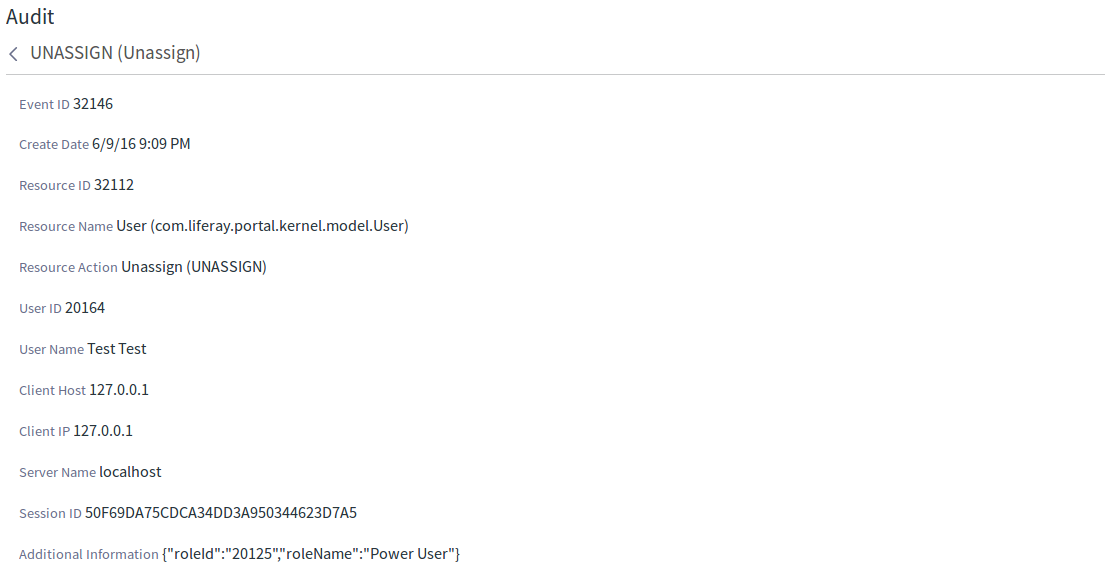 Audit
UNASSIGN (Unassign)
Event ID 32146
Create Date 6/9/16 9:09 PM
Resource ID 32112
Resource Name User (com.liferay.portal.kernel.model.User)
Resource Action Unassign (UNASSIGN)
User ID 20164
User Name Test Test
Client Host 127.0.0.1
Client IP 127.0.0.1
Server Name localhost
Session ID 50F69DA75CDCA34DD3A950344623D7A5
Additional Information {"roleId":"20125","roleName":"Power User"}